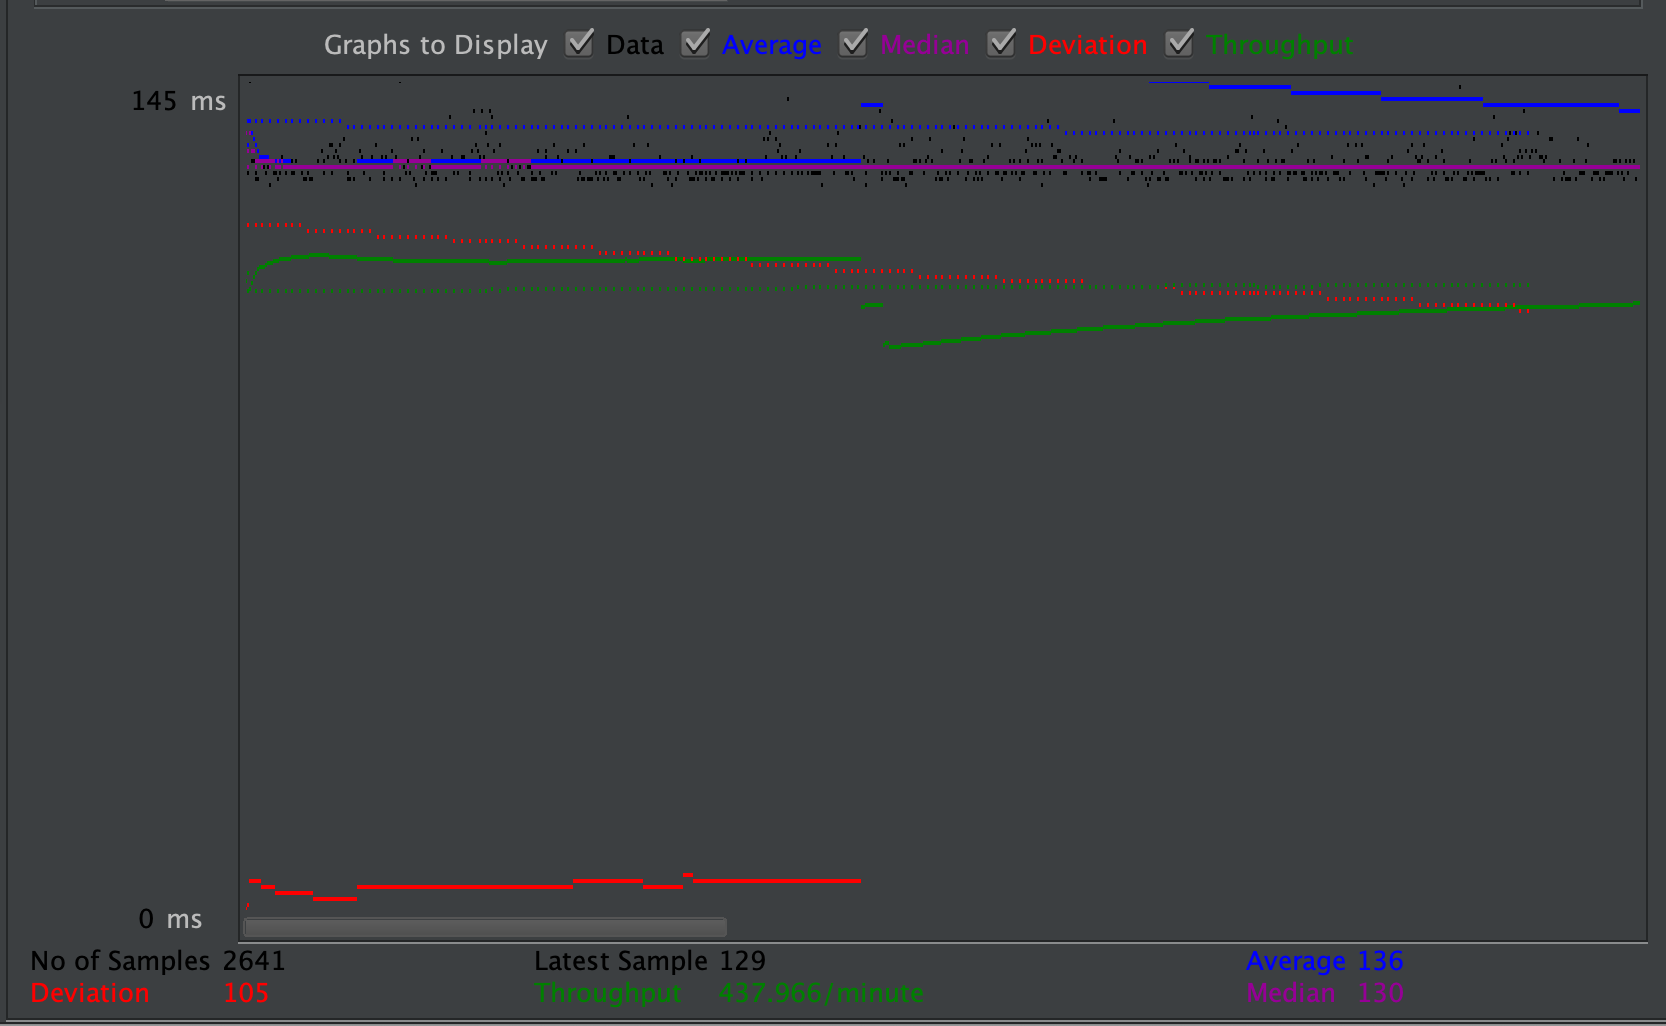 Graphs to Display Data Average Median Deviation Throughput
145 ms
0 ms
No of Samples 2641 Latest Sample 129 Average 136
Deviation 105 Throughput 437.966/minute Median 130